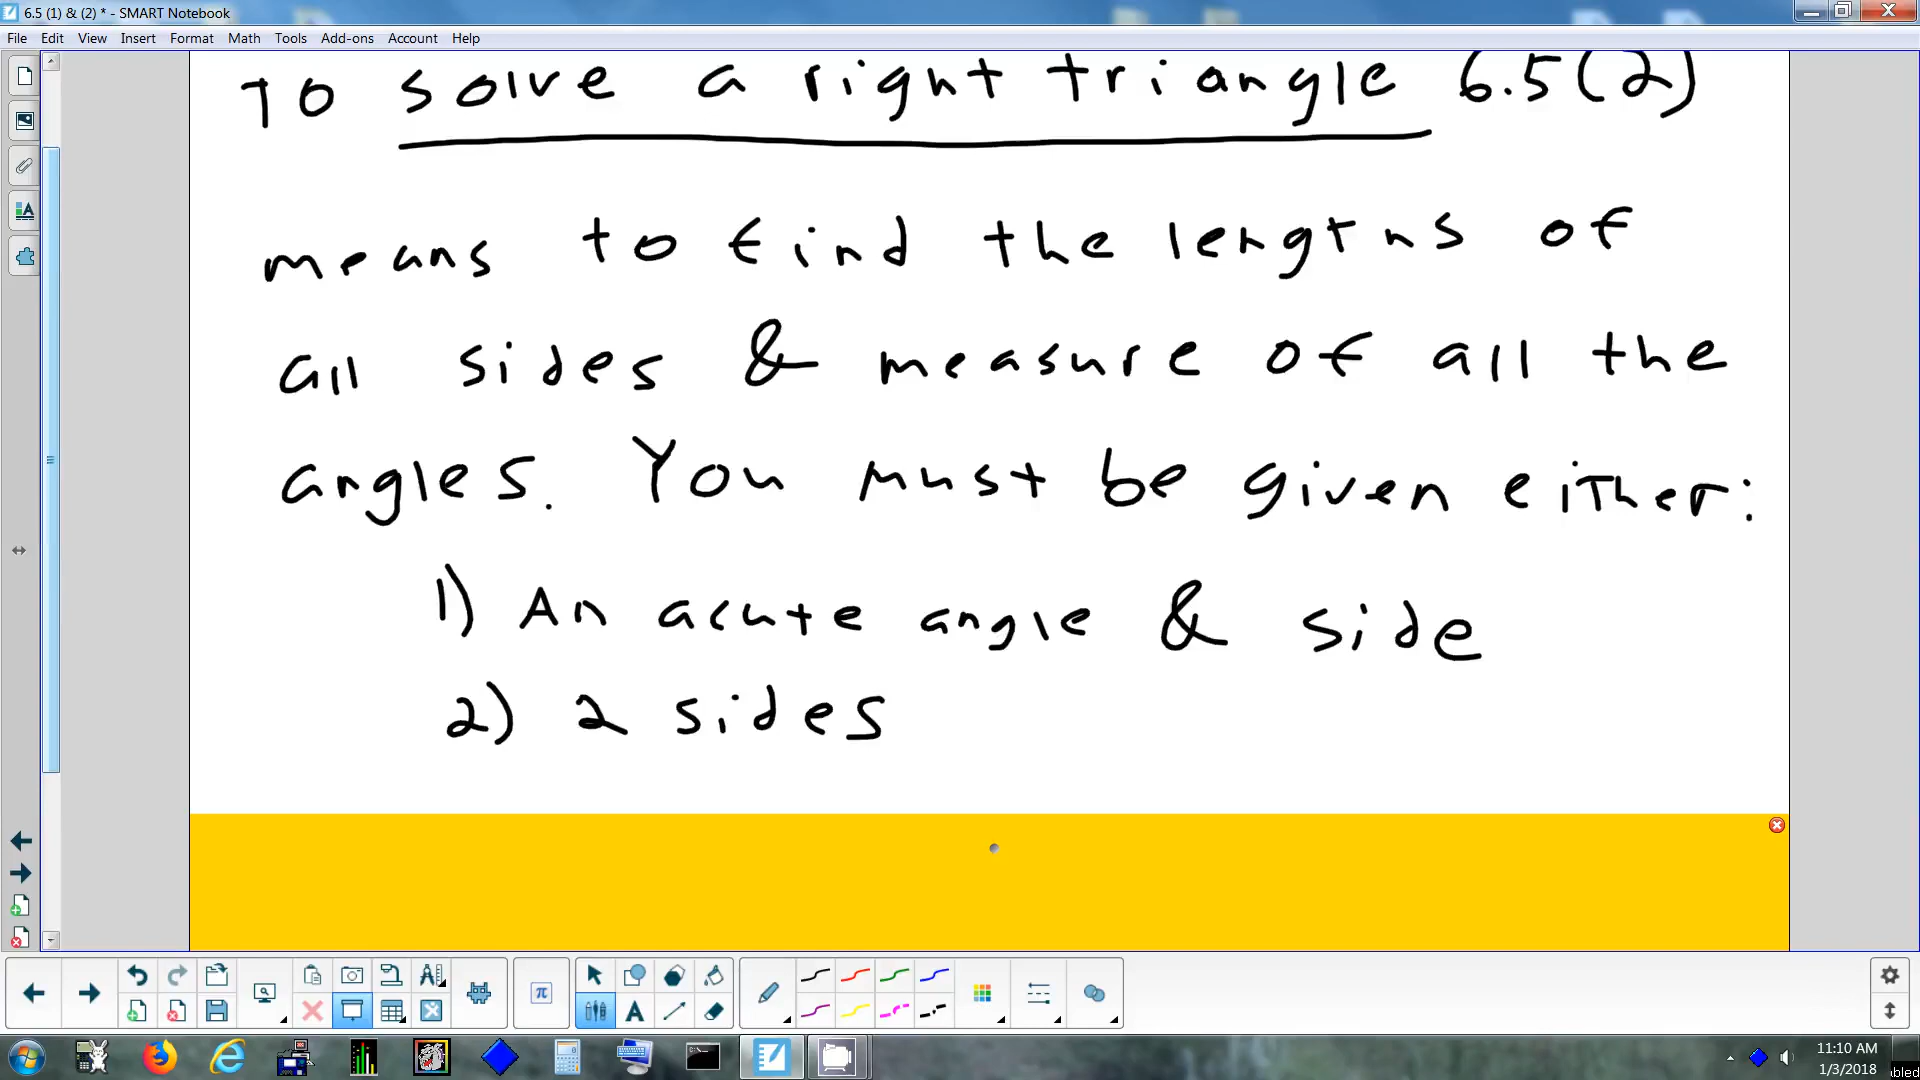 6.5 (1) & (2) * - SMART Notebook
File Edit View Insert Format Math Tools Add-ons Account Help
To solve a right triangle 6.5(2)
means to find the lengths of
all sides & measure of all the
angles. You must be given either:
1) An acute angle & side
2) 2 sides
π
A
11:10 AM
1/3/2018
bled